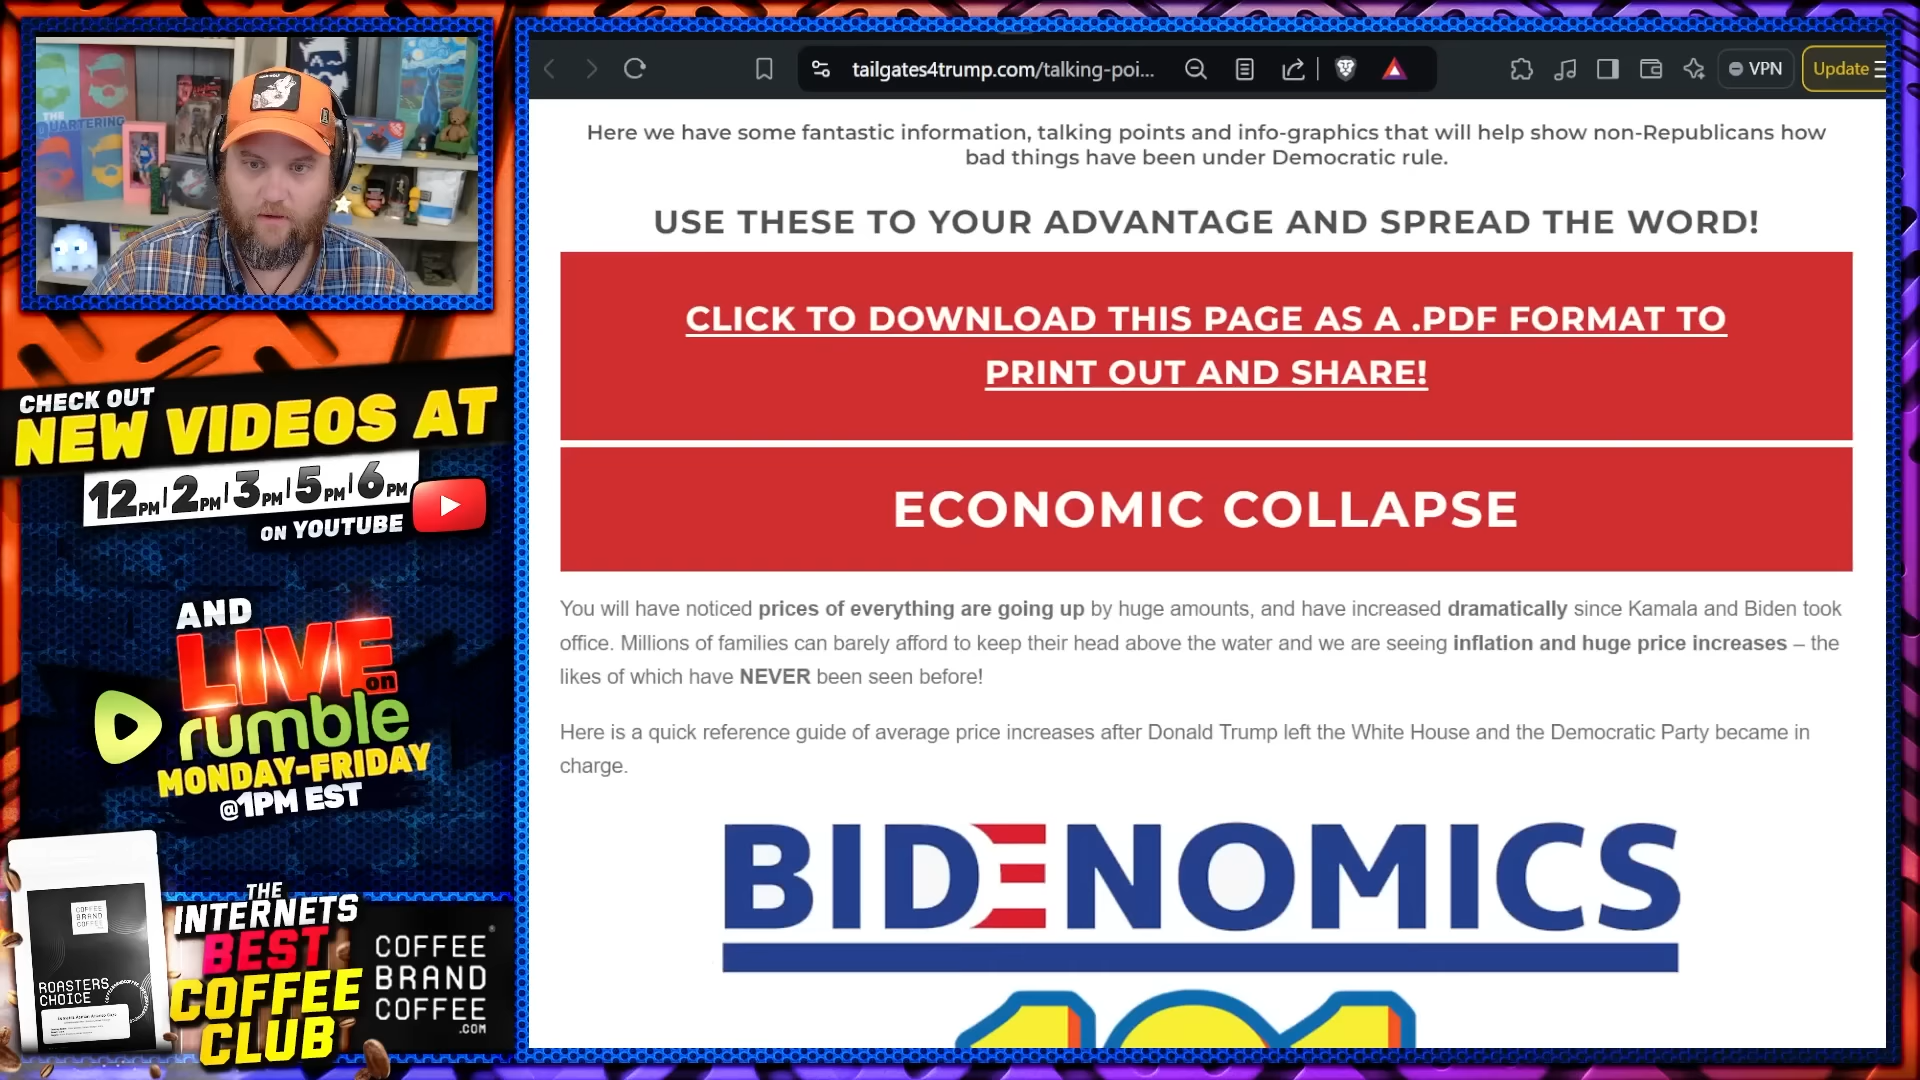 THE
QUARTERING
CHECK OUT
NEW VIDEOS AT
12PM | 2PM | 3PM | 5PM | 6PM
ON YOUTUBE
AND
LIVE
on
rumble
MONDAY-FRIDAY
@1PM EST
COFFEE
BRAND
COFFEE
ROASTERS
CHOICE
THE
INTERNETS
BEST
COFFEE
CLUB
COFFEE
BRAND
COFFEE
.COM
tailgates4trump.com/talking-poi...
VPN
Update
Here we have some fantastic information, talking points and info-graphics that will help show non-Republicans how
bad things have been under Democratic rule.
USE THESE TO YOUR ADVANTAGE AND SPREAD THE WORD!
CLICK TO DOWNLOAD THIS PAGE AS A .PDF FORMAT TO
PRINT OUT AND SHARE!
ECONOMIC COLLAPSE
You will have noticed prices of everything are going up by huge amounts, and have increased dramatically since Kamala and Biden took
office. Millions of families can barely afford to keep their head above the water and we are seeing inflation and huge price increases – the
likes of which have NEVER been seen before!
Here is a quick reference guide of average price increases after Donald Trump left the White House and the Democratic Party became in
charge.
BIDENOMICS
101